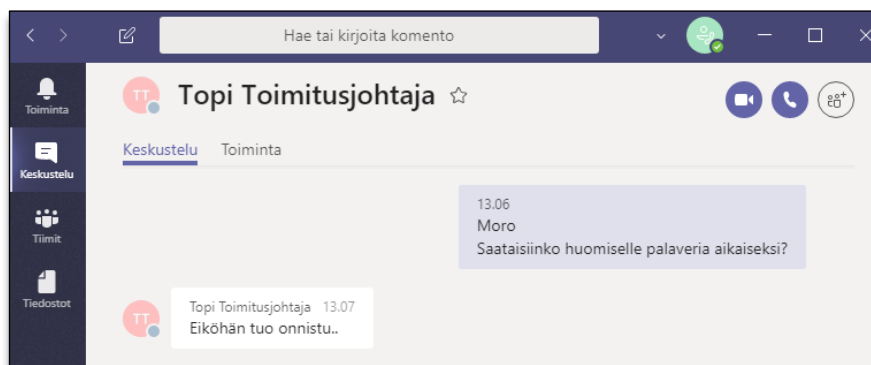 Hae tai kirjoita komento
Toiminta
Keskustelu
Tiimit
Tiedostot
TT
Topi Toimitusjohtaja
Keskustelu
Toiminta
13.06
Moro
Saataisiinko huomiselle palaveria aikaiseksi?
TT
Topi Toimitusjohtaja 13.07
Eiköhän tuo onnistu..